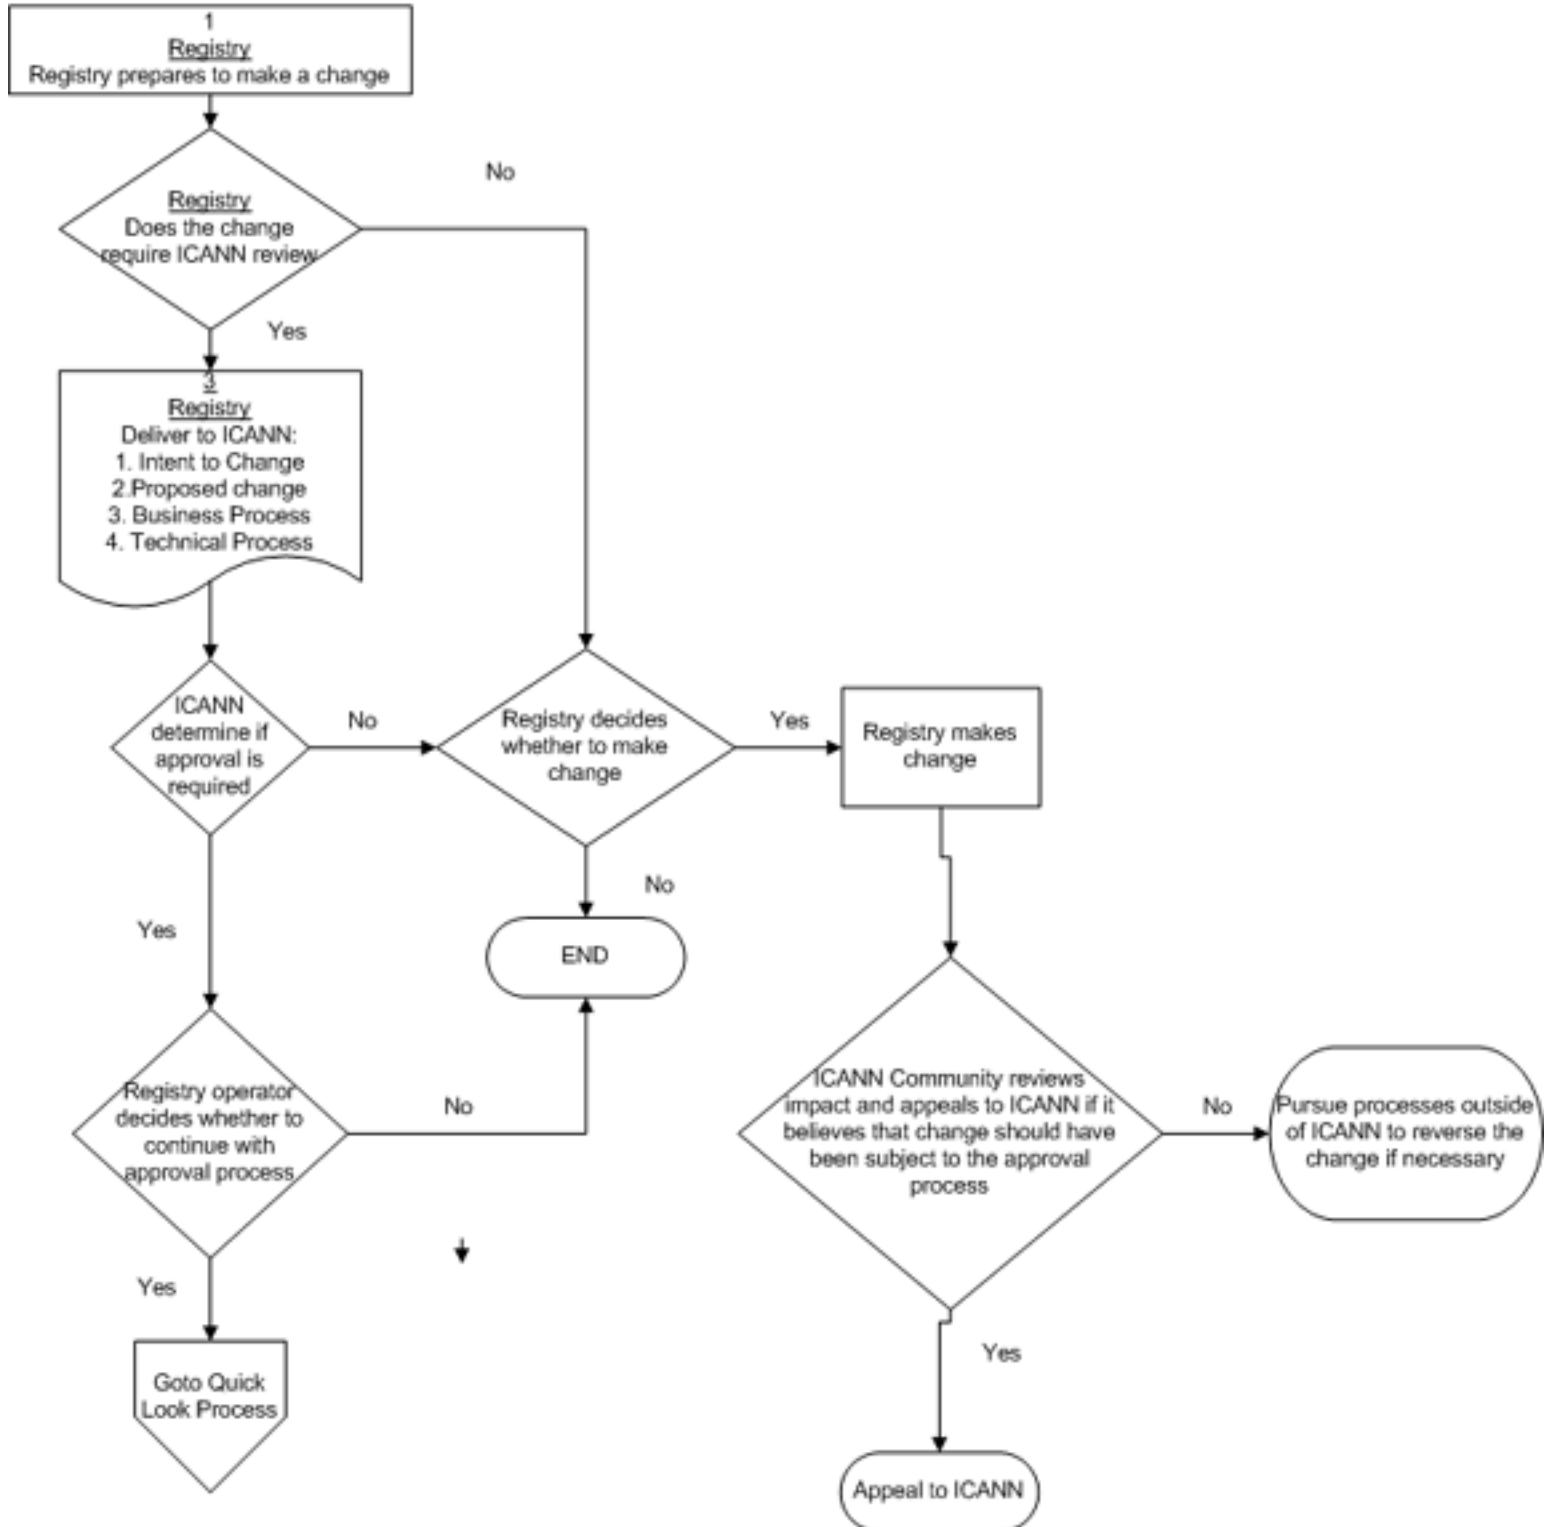 1
Registry
Registry prepares to make a change
No
Registry
Does the change
require ICANN review
Yes
3
Registry
Deliver to ICANN:
1. Intent to Change
2.Proposed change
3. Business Process
4. Technical Process
ICANN
determine if
approval is
required
No
Registry decides
whether to make
change
Yes
Registry makes
change
No
Yes
END
Registry operator
decides whether to
continue with
approval process
No
ICANN Community reviews
impact and appeals to ICANN if it
believes that change should have
been subject to the approval
process
No
Pursue processes outside
of ICANN to reverse the
change if necessary
Yes
Goto Quick
Look Process
Yes
Appeal to ICANN